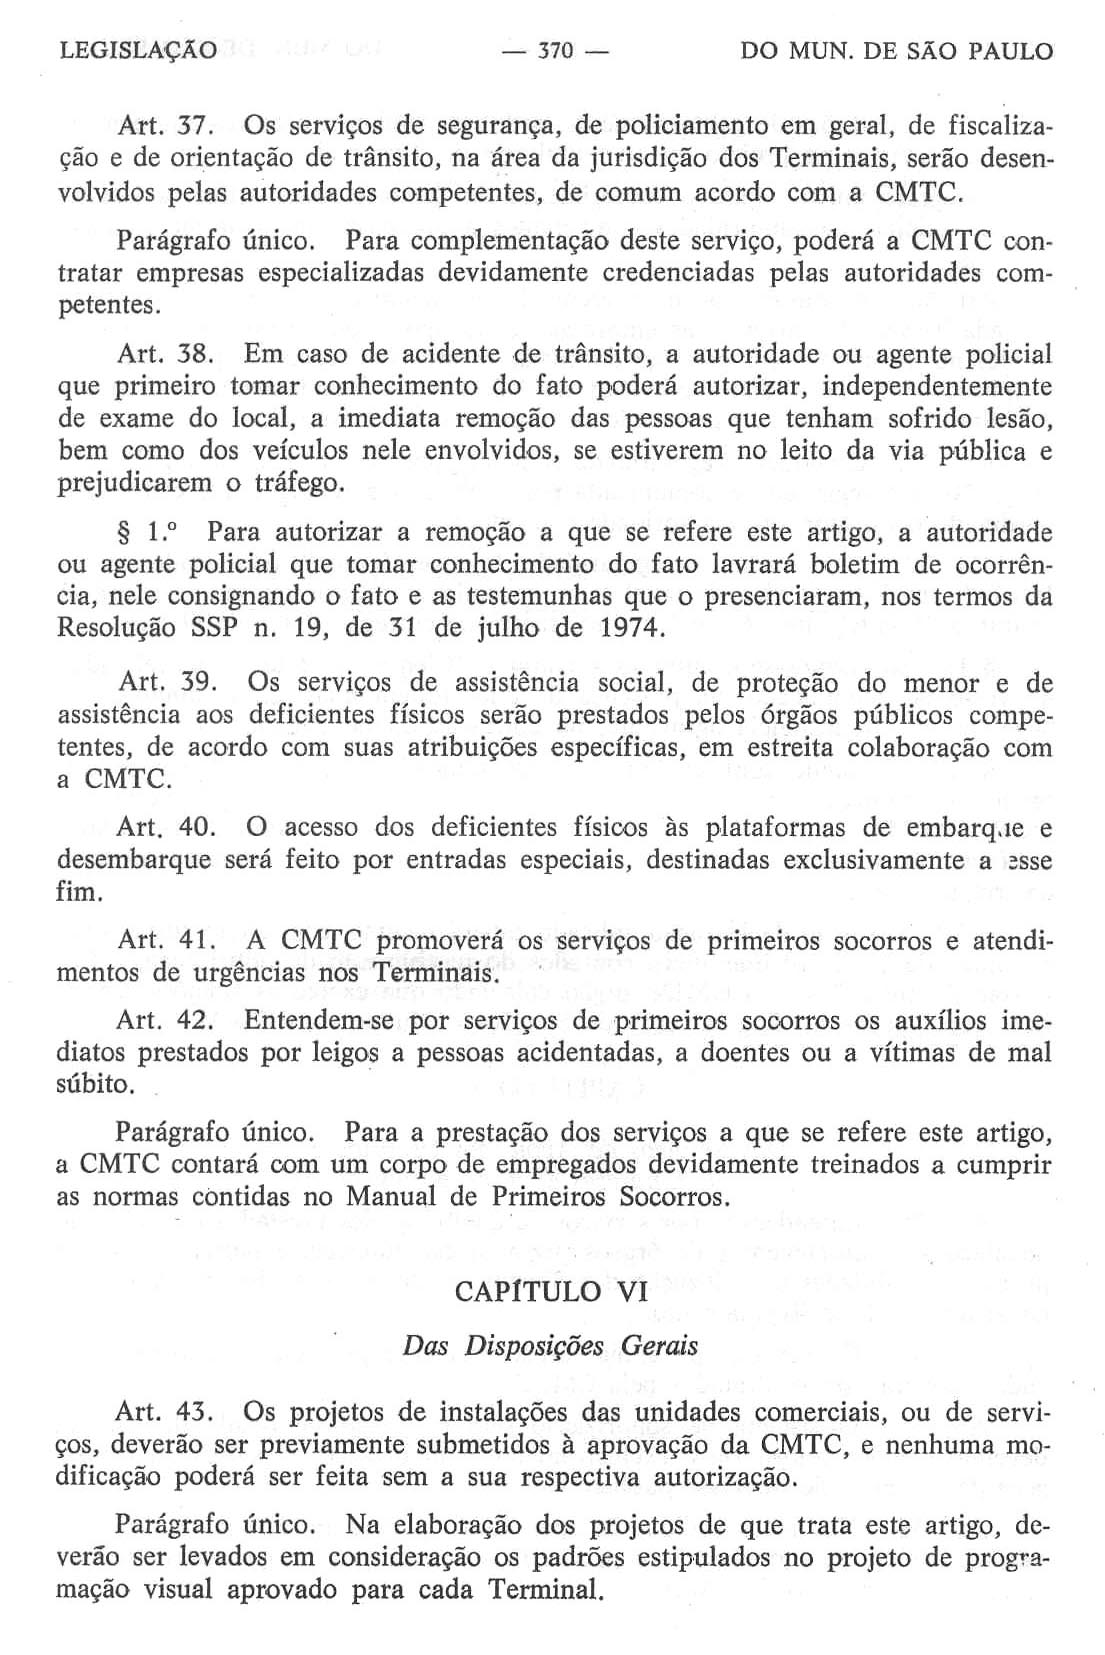 LEGISLAÇÃO — 370 — DO MUN. DE SÃO PAULO
Art. 37. Os serviços de segurança, de policiamento em geral, de fiscaliza-
ção e de orientação de trânsito, na área da jurisdição dos Terminais, serão desen-
volvidos pelas autoridades competentes, de comum acordo com a CMTC.
Parágrafo único. Para complementação deste serviço, poderá a CMTC con-
tratar empresas especializadas devidamente credenciadas pelas autoridades com-
petentes.
Art. 38. Em caso de acidente de trânsito, a autoridade ou agente policial
que primeiro tomar conhecimento do fato poderá autorizar, independentemente
de exame do local, a imediata remoção das pessoas que tenham sofrido lesão,
bem como dos veículos nele envolvidos, se estiverem no leito da via pública e
prejudicarem o tráfego.
§ 1.º Para autorizar a remoção a que se refere este artigo, a autoridade
ou agente policial que tomar conhecimento do fato lavrará boletim de ocorrên-
cia, nele consignando o fato e as testemunhas que o presenciaram, nos termos da
Resolução SSP n. 19, de 31 de julho de 1974.
Art. 39. Os serviços de assistência social, de proteção do menor e de
assistência aos deficientes físicos serão prestados pelos órgãos públicos compe-
tentes, de acordo com suas atribuições específicas, em estreita colaboração com
a CMTC.
Art. 40. O acesso dos deficientes físicos às plataformas de embarque e
desembarque será feito por entradas especiais, destinadas exclusivamente a esse
fim.
Art. 41. A CMTC promoverá os serviços de primeiros socorros e atendi-
mentos de urgências nos Terminais.
Art. 42. Entendem-se por serviços de primeiros socorros os auxílios ime-
diatos prestados por leigos a pessoas acidentadas, a doentes ou a vítimas de mal
súbito.
Parágrafo único. Para a prestação dos serviços a que se refere este artigo,
a CMTC contará com um corpo de empregados devidamente treinados a cumprir
as normas contidas no Manual de Primeiros Socorros.
CAPÍTULO VI
Das Disposições Gerais
Art. 43. Os projetos de instalações das unidades comerciais, ou de servi-
ços, deverão ser previamente submetidos à aprovação da CMTC, e nenhuma mo-
dificação poderá ser feita sem a sua respectiva autorização.
Parágrafo único. Na elaboração dos projetos de que trata este artigo, de-
verão ser levados em consideração os padrões estipulados no projeto de progra-
mação visual aprovado para cada Terminal.